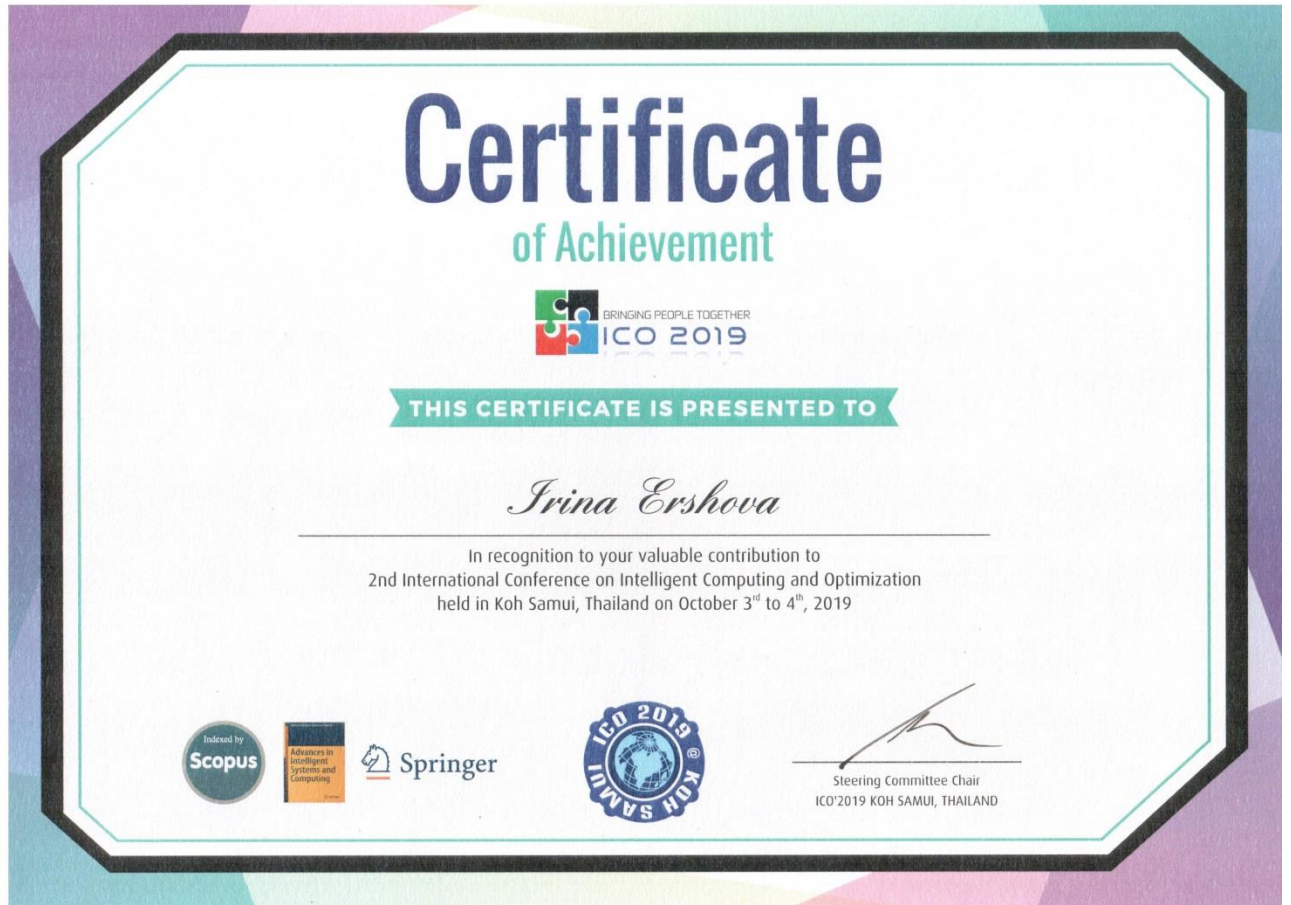 Certificate
of Achievement
BRINGING PEOPLE TOGETHER
ICO 2019
THIS CERTIFICATE IS PRESENTED TO
Irina Ershova
In recognition to your valuable contribution to
2nd International Conference on Intelligent Computing and Optimization
held in Koh Samui, Thailand on October 3rd to 4th, 2019
Indexed by
Scopus
Advances in
Intelligent
Systems and
Computing
Springer
ICO 2019 @ KOH SAMUI
Steering Committee Chair
ICO'2019 KOH SAMUI, THAILAND